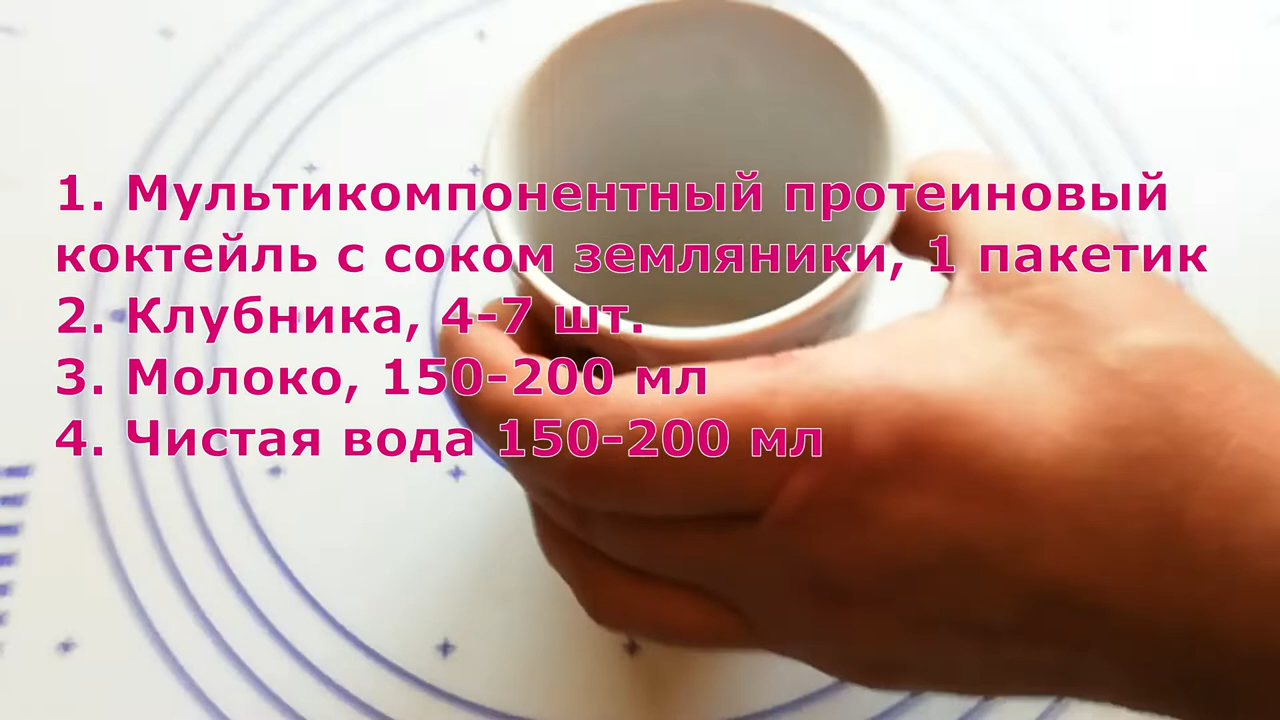 1. Мультикомпонентный протеиновый
коктейль с соком земляники, 1 пакетик
2. Клубника, 4-7 шт.
3. Молоко, 150-200 мл
4. Чистая вода 150-200 мл